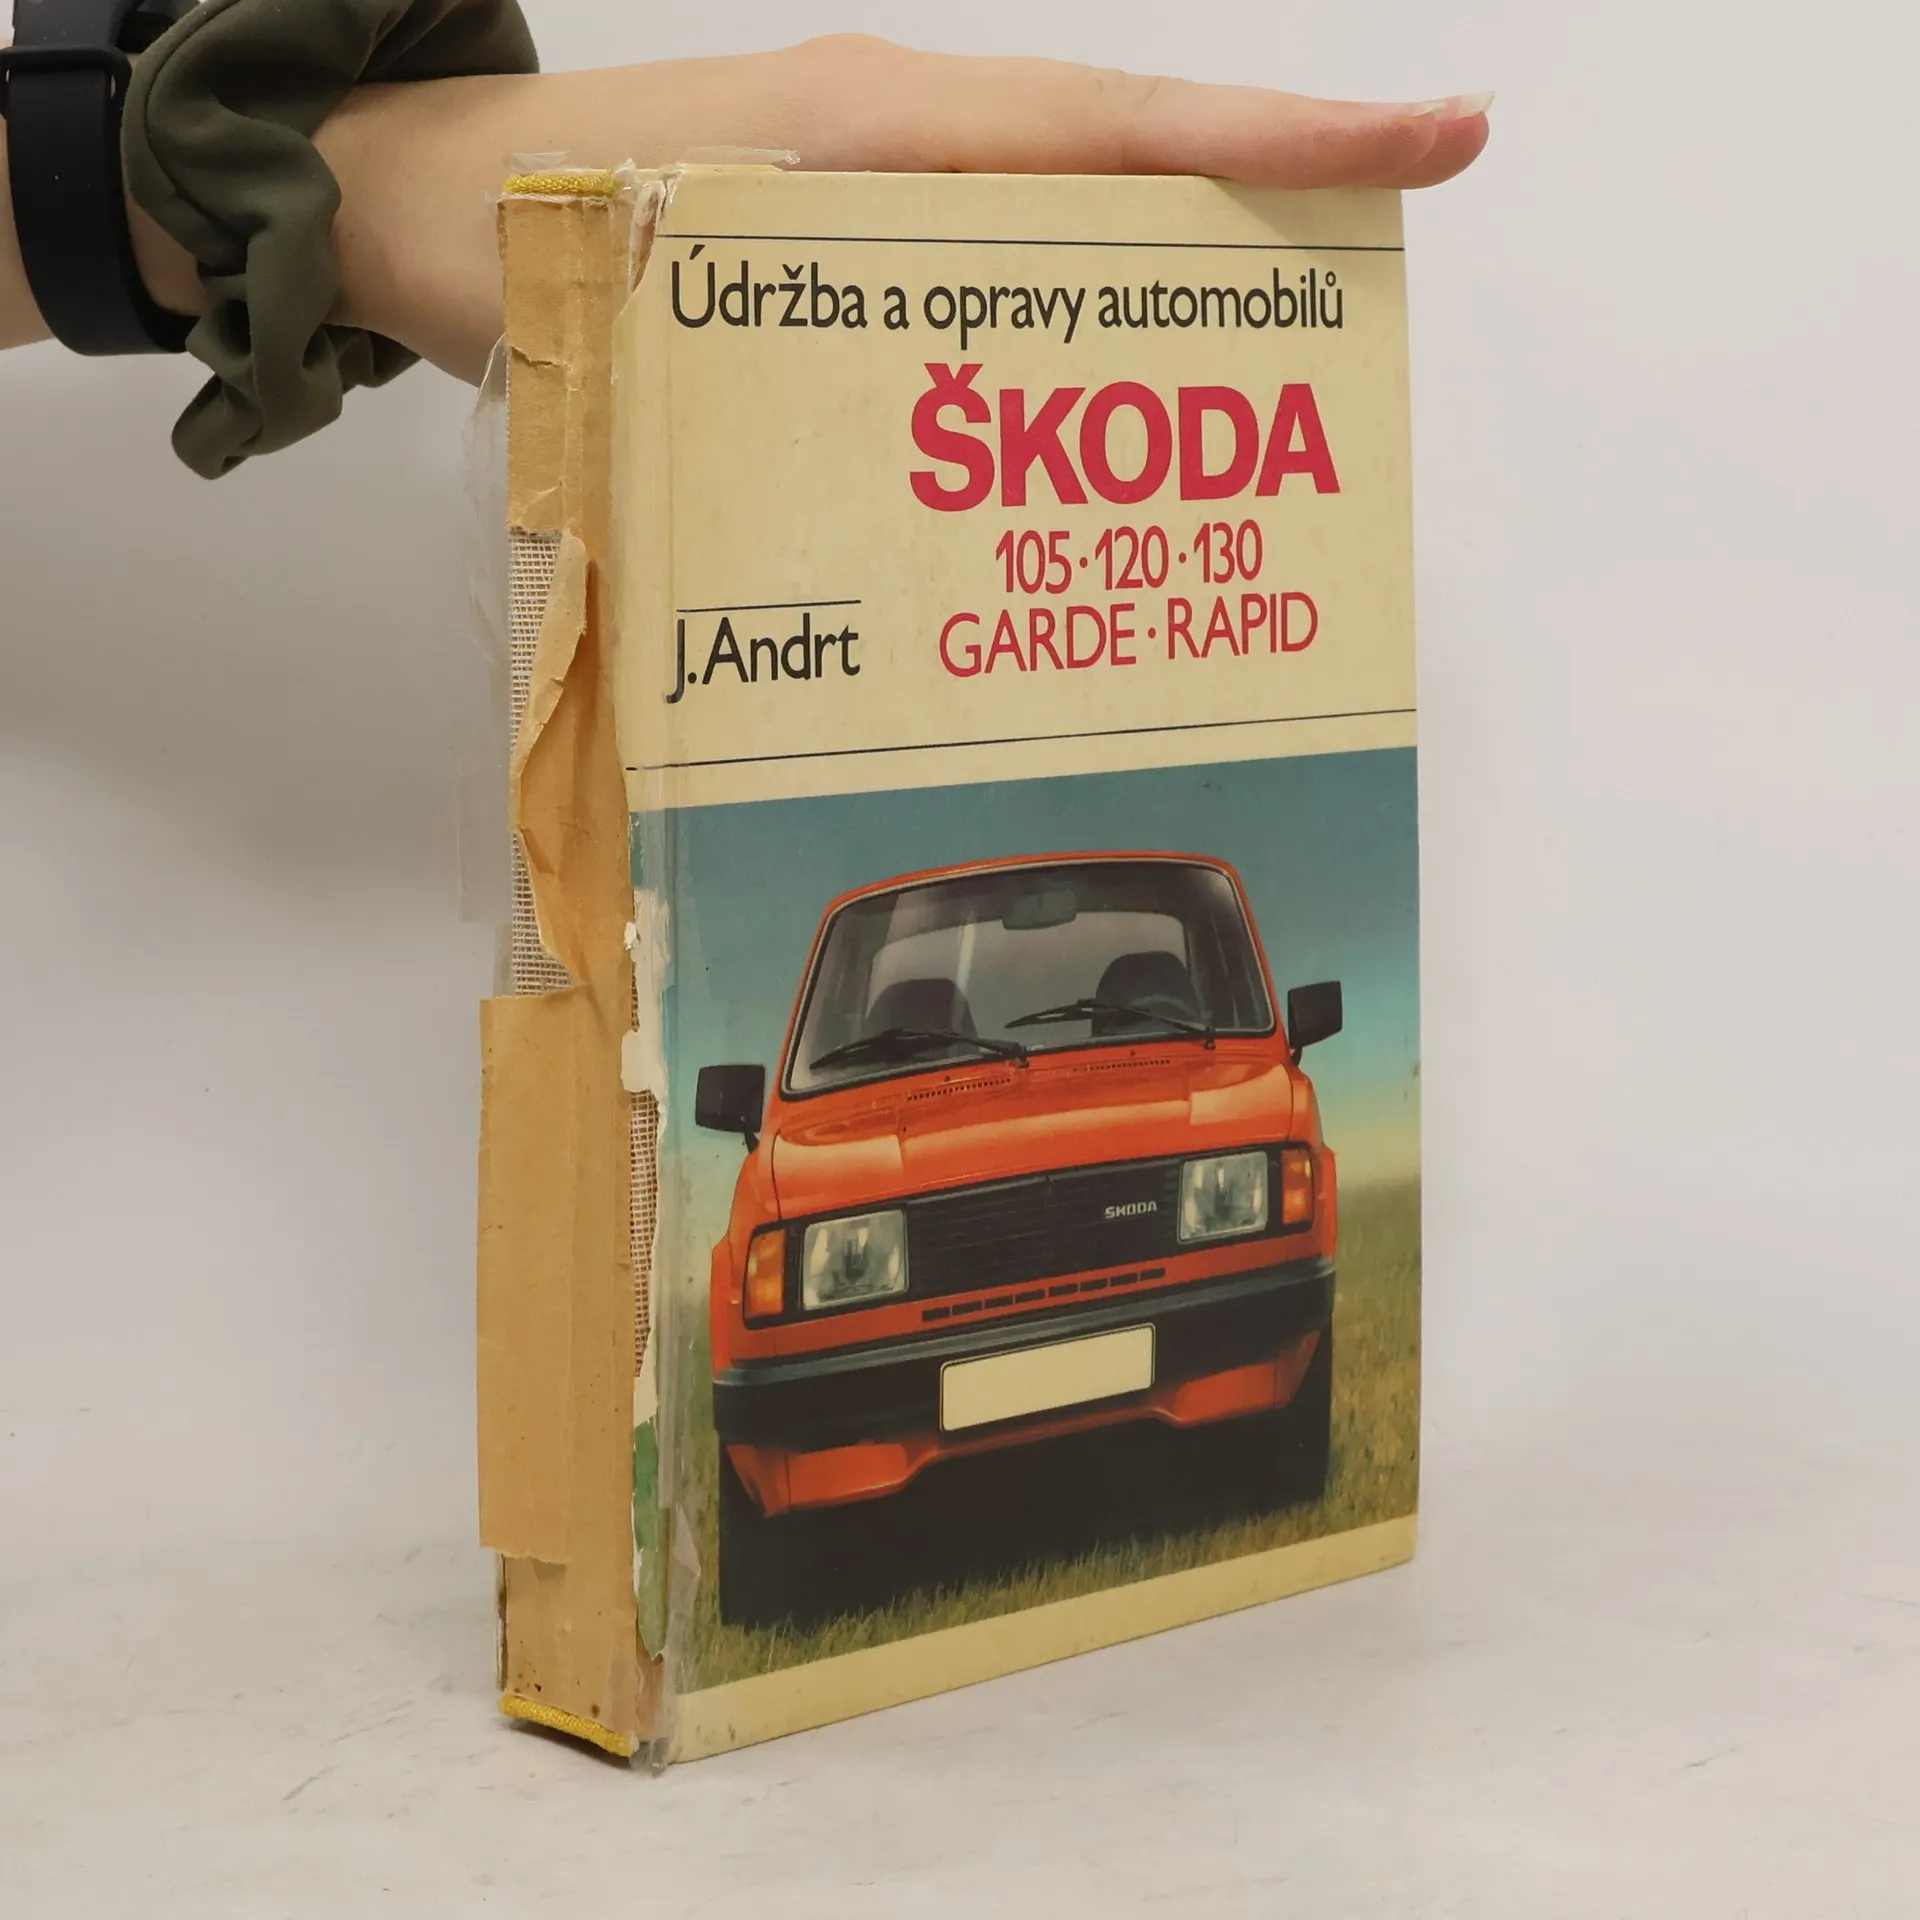 Údržba a opravy automobilů
ŠKODA
105·120·130
GARDE·RAPID
J. Andrt
SKODA